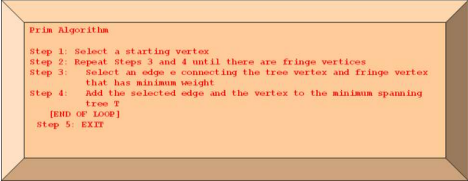 Prim Algorithm
Step 1: Select a starting vertex
Step 2: Repeat Steps 3 and 4 until there are fringe vertices
Step 3: Select an edge e connecting the tree vertex and fringe vertex
that has minimum weight
Step 4: Add the selected edge and the vertex to the minimum spanning
tree T
[END OF LOOP]
Step 5: EXIT